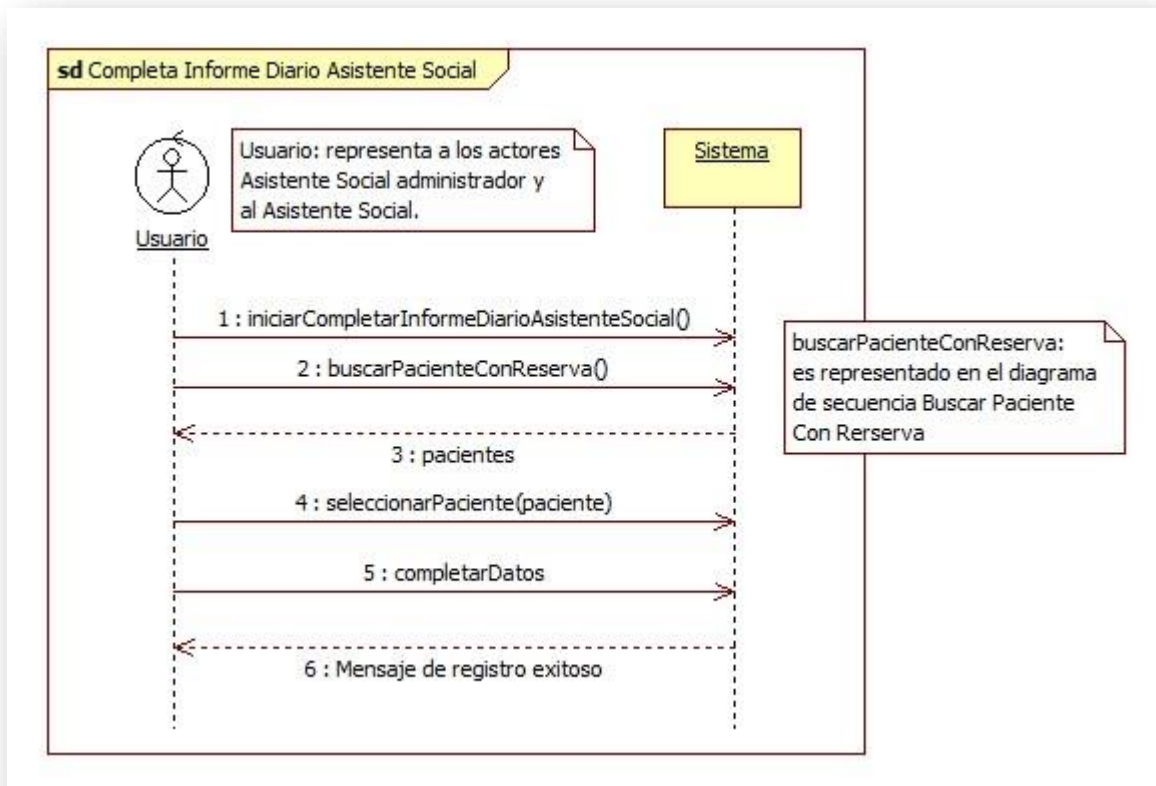 sd Completa Informe Diario Asistente Social
Usuario: representa a los actores
Asistente Social administrador y
al Asistente Social.
Sistema
Usuario
1 : iniciarCompletarInformeDiarioAsistenteSocial()
buscarPacienteConReserva:
es representado en el diagrama
de secuencia Buscar Paciente
Con Rerserva
2 : buscarPacienteConReserva()
3 : pacientes
4 : seleccionarPaciente(paciente)
5 : completarDatos
6 : Mensaje de registro exitoso